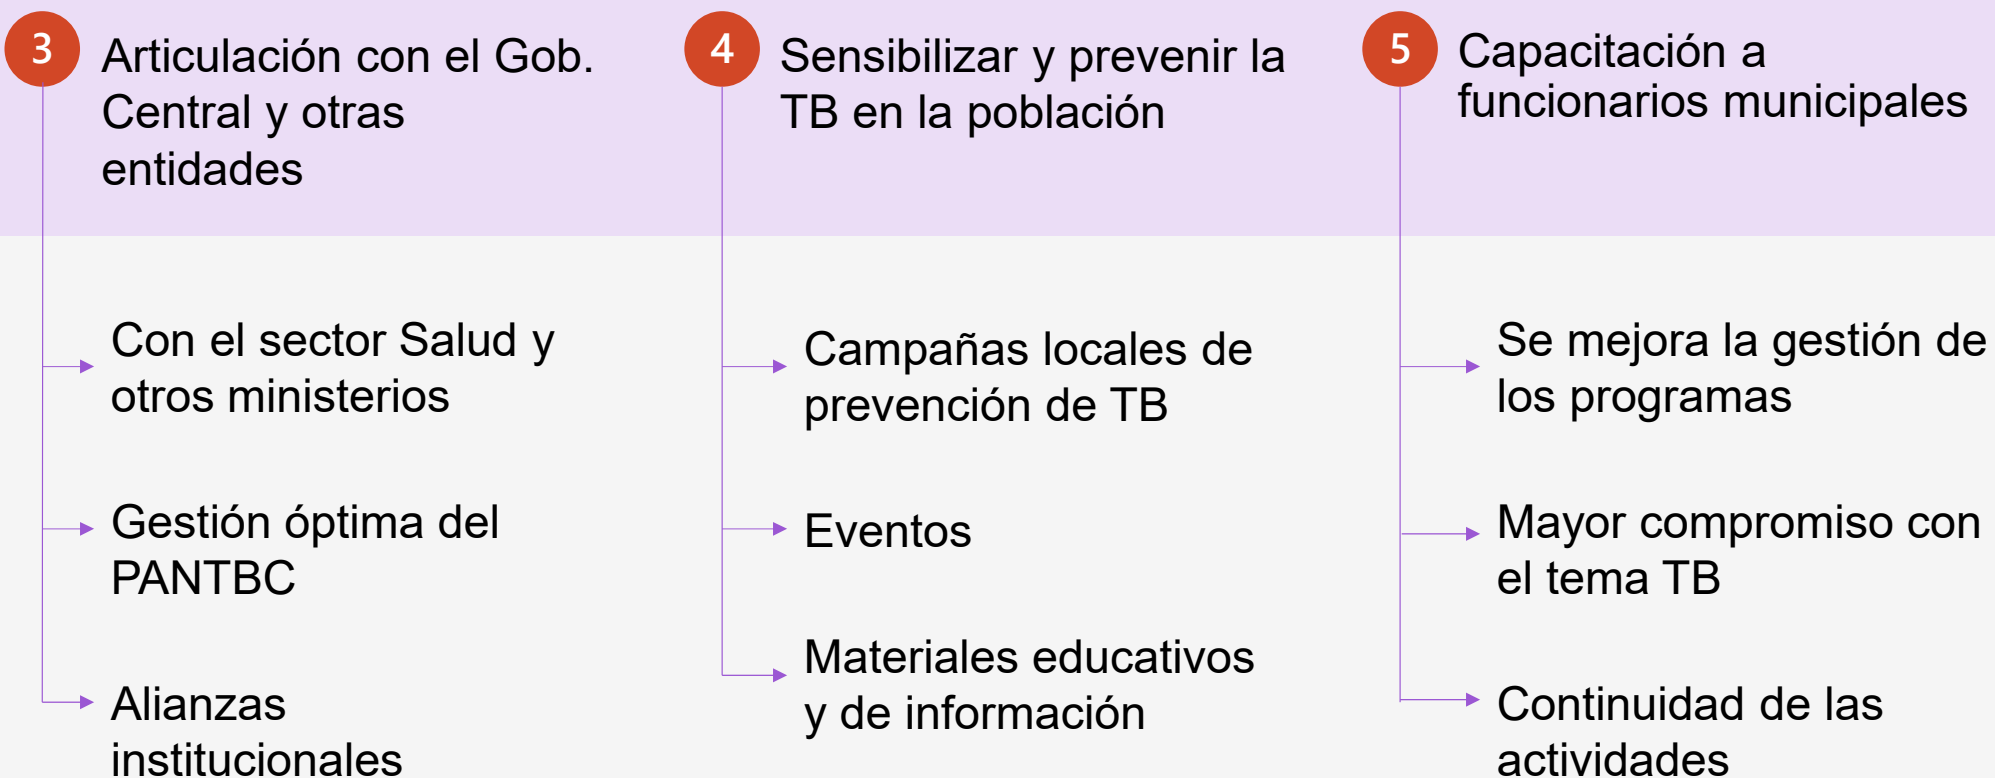 3
Articulación con el Gob.
Central y otras
entidades
Con el sector Salud y
otros ministerios
Gestión óptima del
PANTBC
Alianzas
institucionales
4
Sensibilizar y prevenir la
TB en la población
Campañas locales de
prevención de TB
Eventos
Materiales educativos
y de información
5
Capacitación a
funcionarios municipales
Se mejora la gestión de
los programas
Mayor compromiso con
el tema TB
Continuidad de las
actividades